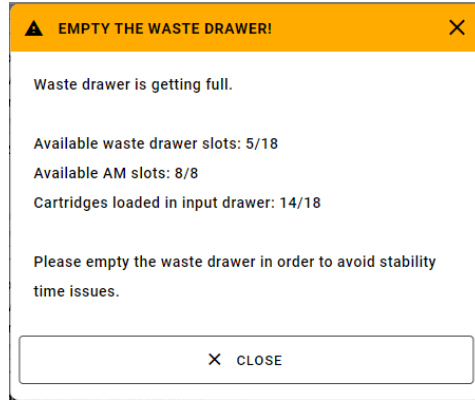 EMPTY THE WASTE DRAWER!
Waste drawer is getting full.
Available waste drawer slots: 5/18
Available AM slots: 8/8
Cartridges loaded in input drawer: 14/18
Please empty the waste drawer in order to avoid stability
time issues.
CLOSE